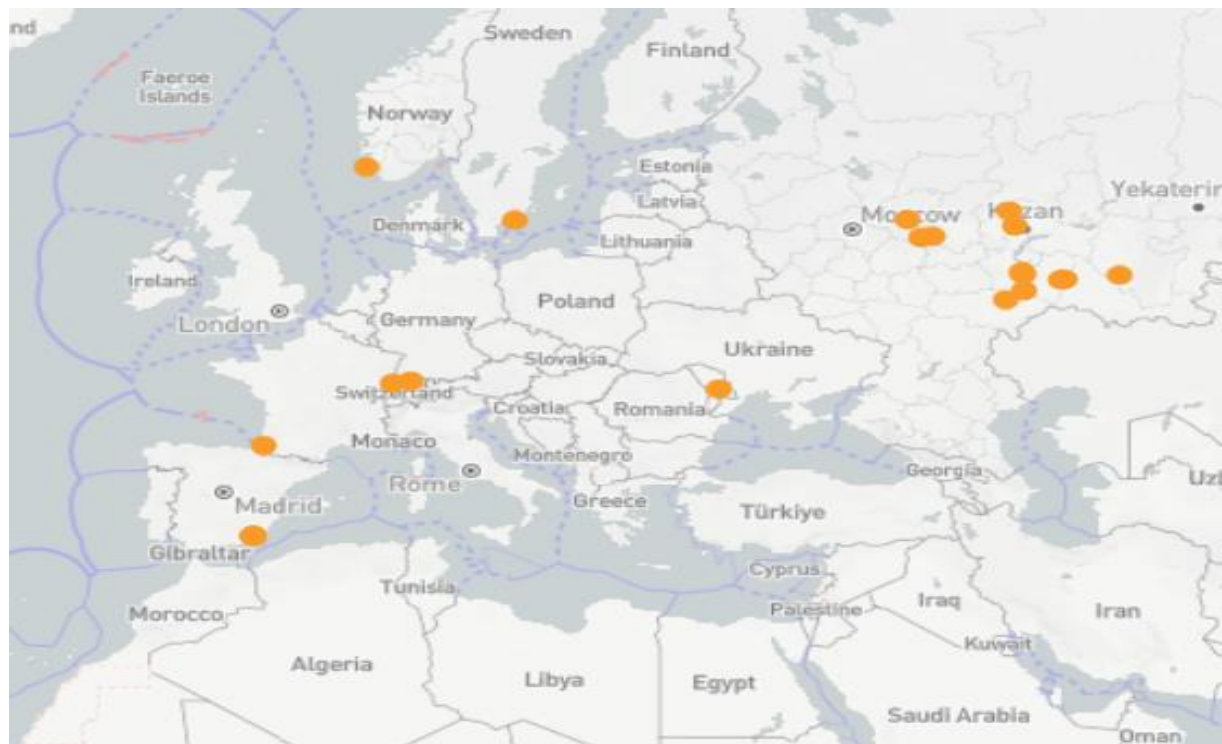 nd
Sweden
Finland
Faeroe
Islands
Norway
Estonia
Yekaterin
Latvia
Moscow
Kazan
Denmark
Lithuania
Ireland
London
Poland
Germany
Ukraine
Slovakia
Switzerland
Croatia
Romania
Monaco
Montenegro
Georgia
Rome
Uz
Madrid
Greece
Türkiye
Gibraltar
Cyprus
Tunisia
Iraq
Iran
Morocco
Palestine
Kuwait
Algeria
Libya
Egypt
Saudi Arabia
Oman